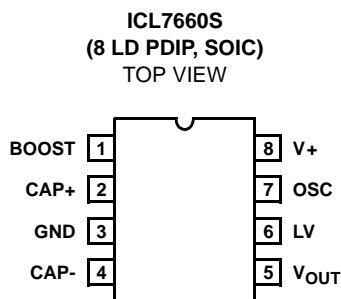 ICL7660S
(8 LD PDIP, SOIC)
TOP VIEW
BOOST 1 8 V+
CAP+ 2 7 OSC
GND 3 6 LV
CAP- 4 5 VOUT